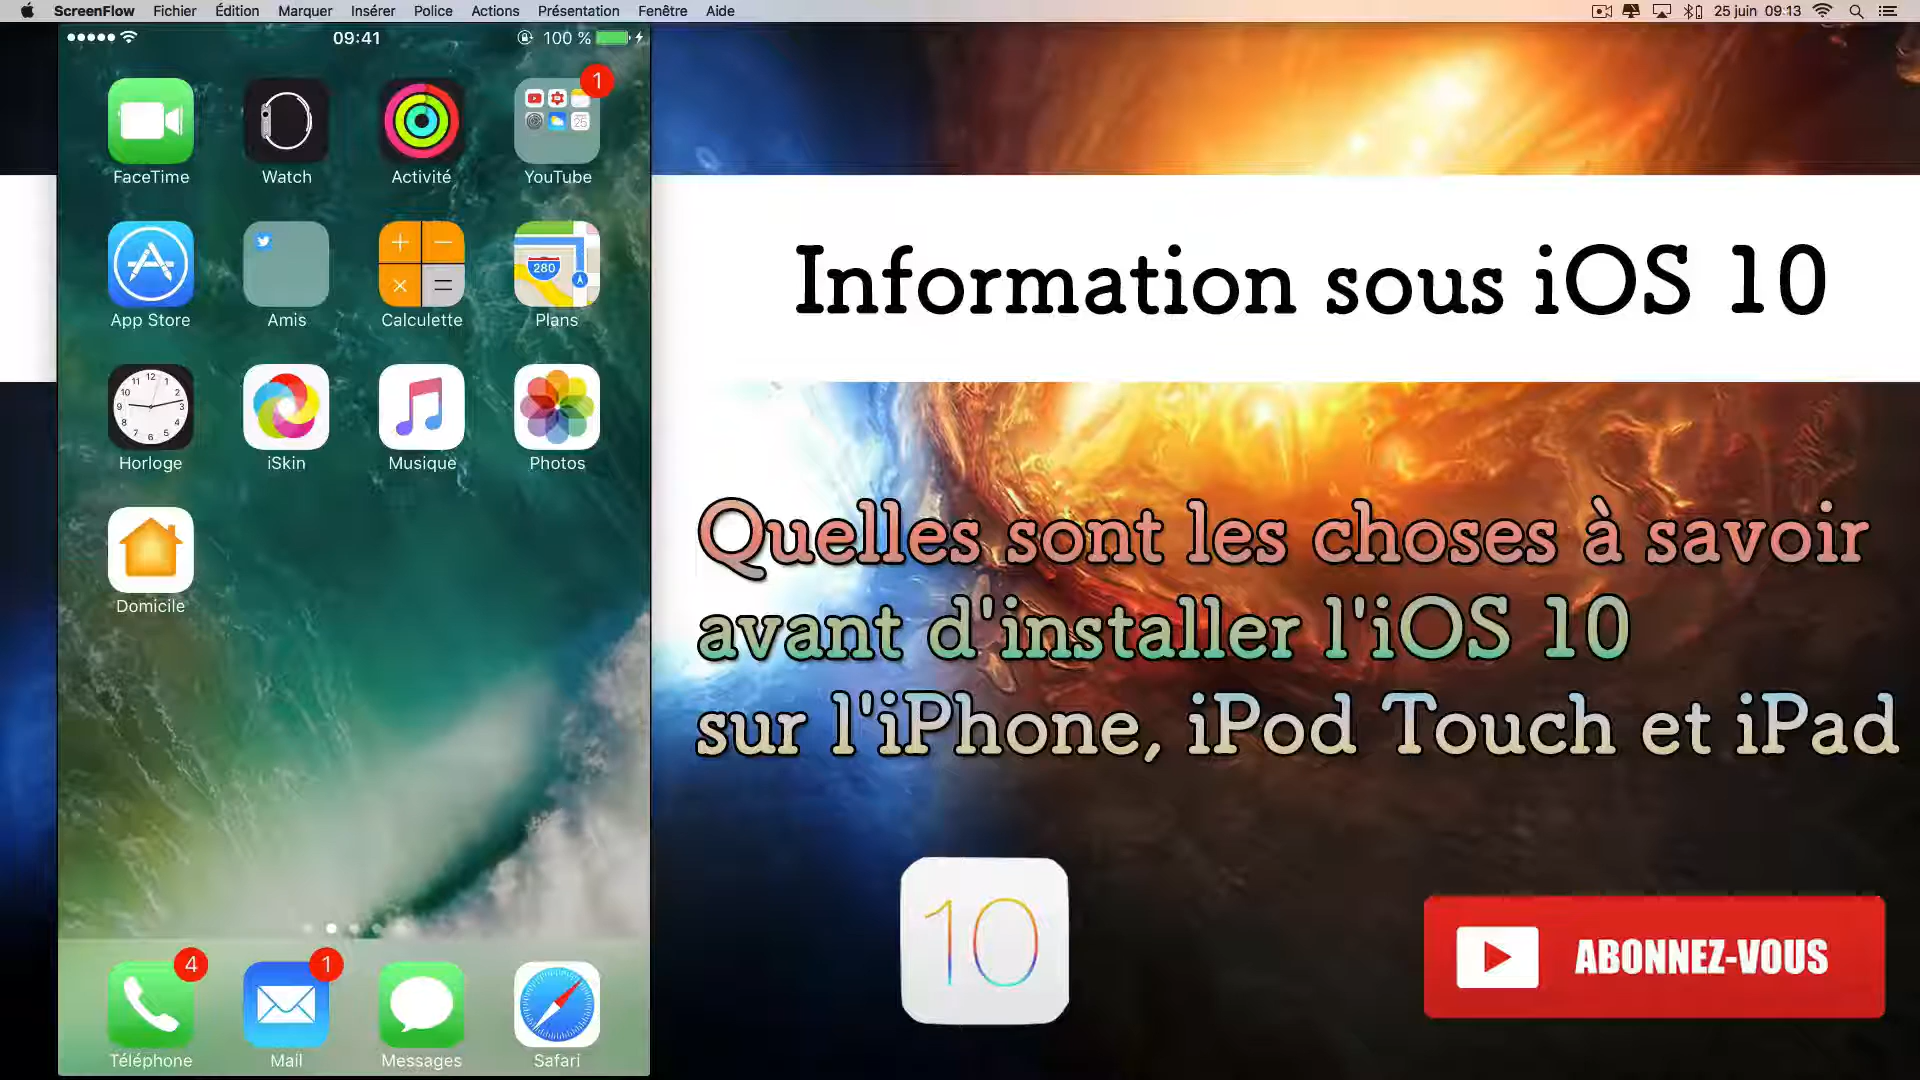 ScreenFlow Fichier Édition Marquer Insérer Police Actions Présentation Fenêtre Aide 25 juin 09:13
09:41 100 %
1
25
FaceTime Watch Activité YouTube
280
App Store Amis Calculette Plans
Horloge iSkin Musique Photos
Domicile
4 1
Téléphone Mail Messages Safari
Information sous iOS 10
Quelles sont les choses à savoir
avant d'installer l'iOS 10
sur l'iPhone, iPod Touch et iPad
10
ABONNEZ-VOUS